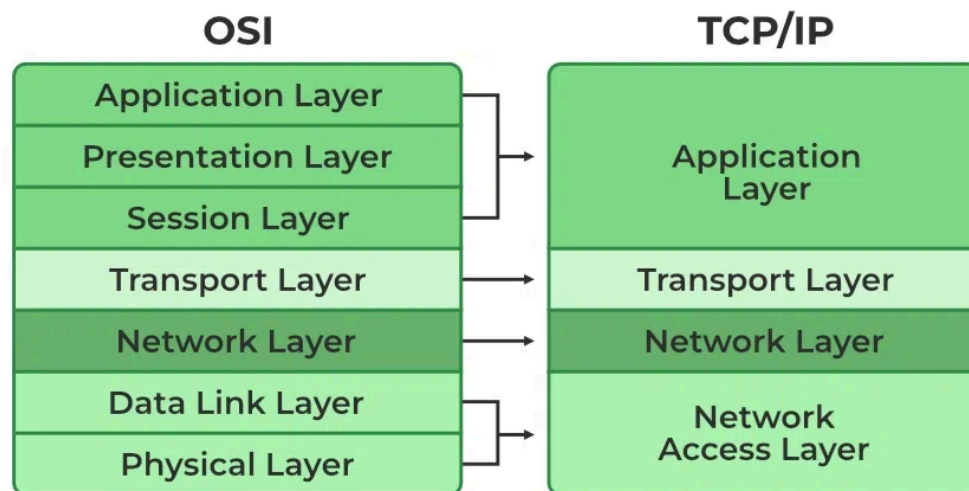 OSI
Application Layer
Presentation Layer
Session Layer
Transport Layer
Network Layer
Data Link Layer
Physical Layer
TCP/IP
Application
Layer
Transport Layer
Network Layer
Network
Access Layer